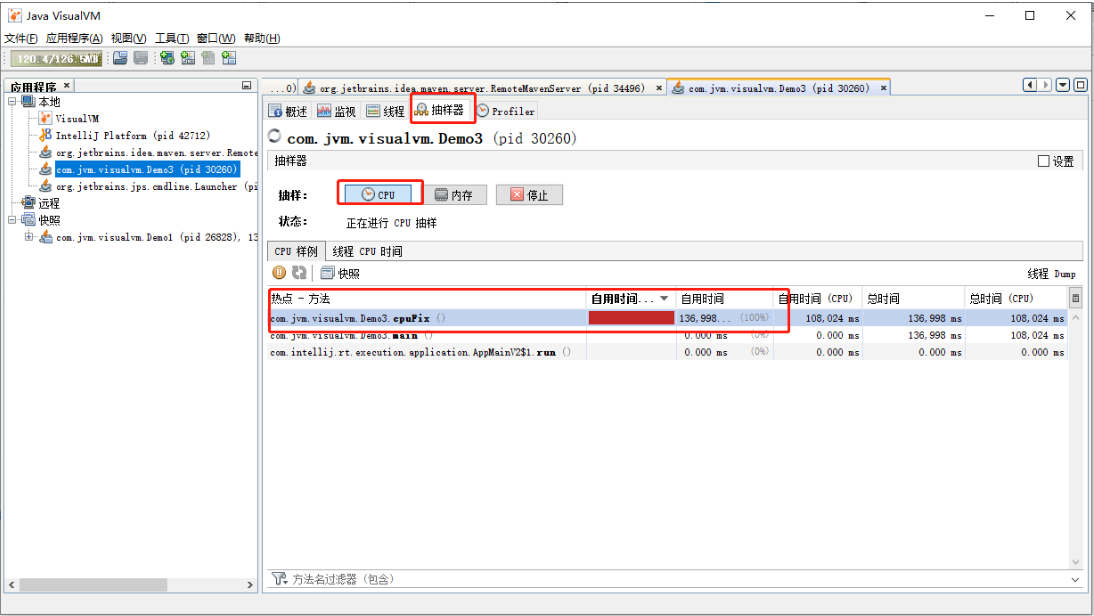 Java VisualVM
文件(F) 应用程序(A) 视图(V) 工具(T) 窗口(W) 帮助(H)
120.4/126.5MB
应用程序 ×
本地
VisualVM
IntelliJ Platform (pid 42712)
org.jetbrains.idea.maven.server.Remote
com.jvm.visualvm.Demo3 (pid 30260)
org.jetbrains.jps.cmdline.Launcher (pi
远程
快照
com.jvm.visualvm.Demo1 (pid 26828), 13
...0) org.jetbrains.idea.maven.server.RemoteMavenServer (pid 34496) × com.jvm.visualvm.Demo3 (pid 30260) ×
概述 监视 线程 抽样器 Profiler
com.jvm.visualvm.Demo3 (pid 30260)
抽样器 设置
抽样: CPU 内存 停止
状态: 正在进行 CPU 抽样
CPU 样例 线程 CPU 时间
快照 线程 Dump
热点 - 方法 自用时间... 自用时间 自用时间 (CPU) 总时间 总时间 (CPU)
com.jvm.visualvm.Demo3.cpuFix () 136,998... (100%) 108,024 ms 136,998 ms 108,024 ms
com.jvm.visualvm.Demo3.main () 0.000 ms (0%) 0.000 ms 136,998 ms 108,024 ms
com.intellij.rt.execution.application.AppMainV2$1.run () 0.000 ms (0%) 0.000 ms 0.000 ms 0.000 ms
方法名过滤器 (包含)